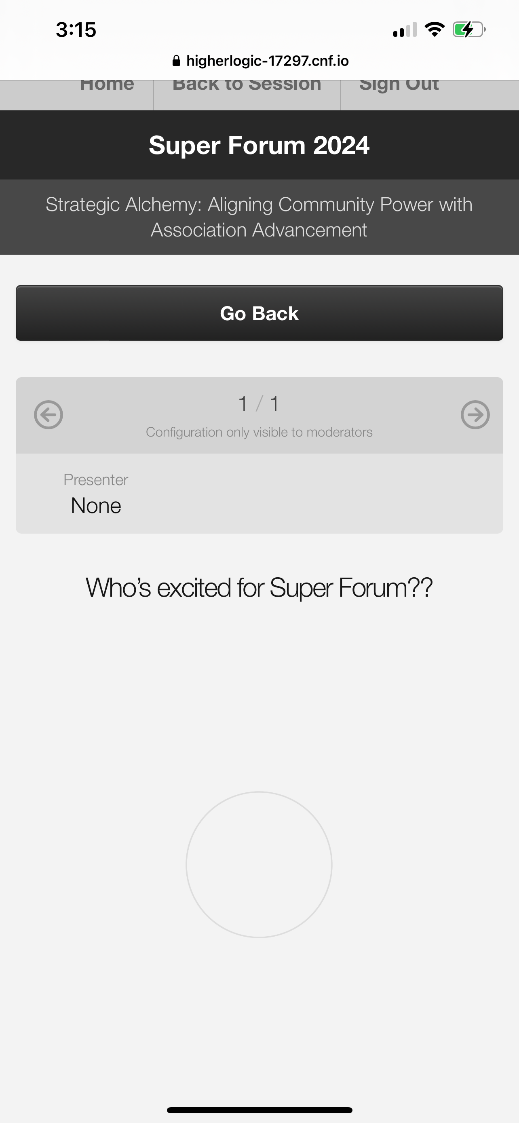 3:15
higherlogic-17297.cnf.io
Home Back to Session Sign Out
Super Forum 2024
Strategic Alchemy: Aligning Community Power with
Association Advancement
Go Back
1 / 1
Configuration only visible to moderators
Presenter
None
Who's excited for Super Forum??